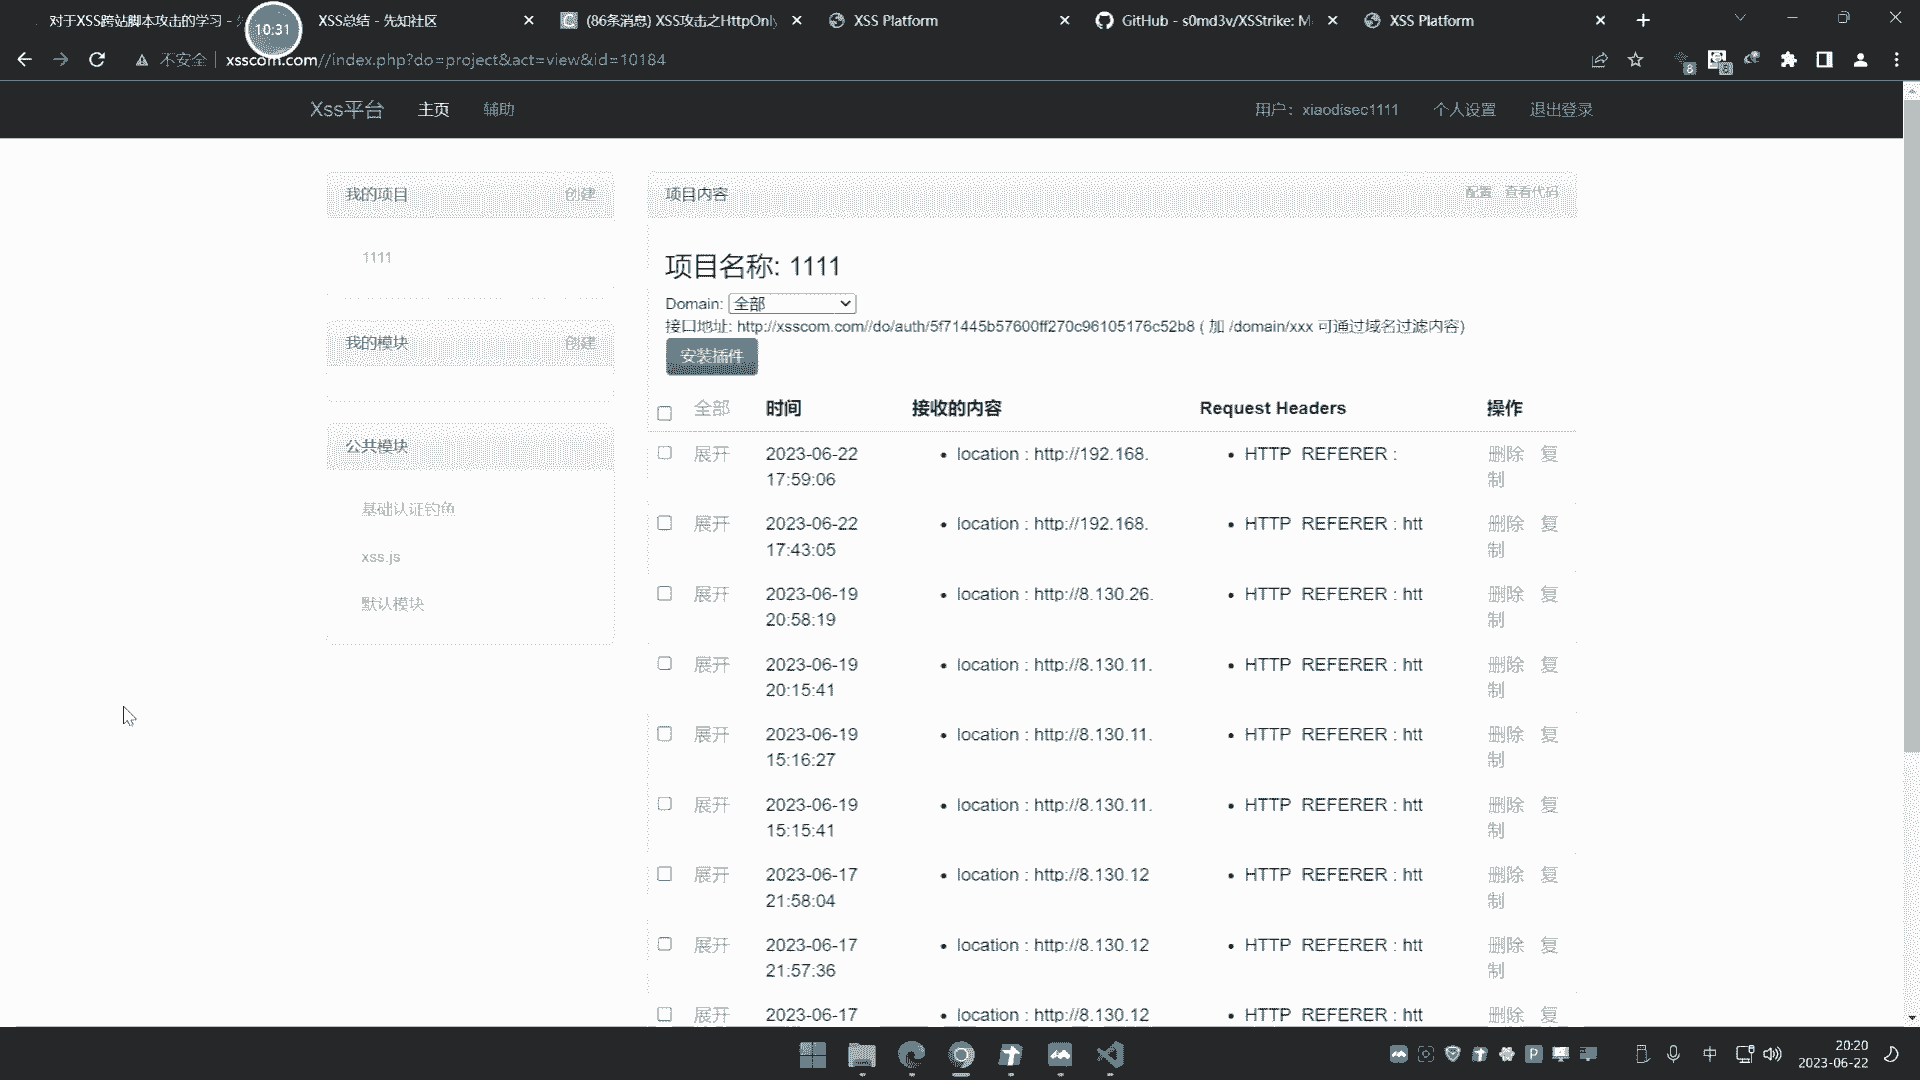 对于XSS跨站脚本攻击的学习 -
10:31
XSS总结 - 先知社区
(86条消息) XSS攻击之HttpOnly
XSS Platform
GitHub - s0md3v/XSStrike: M
XSS Platform
不安全
xsscom.com//index.php?do=project&act=view&id=10184
Xss平台
主页
辅助
用户：xiaodisec1111
个人设置
退出登录
我的项目
创建
1111
我的模块
创建
公共模块
基础认证钓鱼
xss.js
默认模块
项目内容
配置 查看代码
项目名称: 1111
Domain: 全部
接口地址: http://xsscom.com//do/auth/5f71445b57600ff270c96105176c52b8 ( 加 /domain/xxx 可通过域名过滤内容)
安装插件
全部 时间 接收的内容 Request Headers 操作
展开 2023-06-22 • location : http://192.168. • HTTP_REFERER : 删除 复
17:59:06 制
展开 2023-06-22 • location : http://192.168. • HTTP_REFERER : htt 删除 复
17:43:05 制
展开 2023-06-19 • location : http://8.130.26. • HTTP_REFERER : htt 删除 复
20:58:19 制
展开 2023-06-19 • location : http://8.130.11. • HTTP_REFERER : htt 删除 复
20:15:41 制
展开 2023-06-19 • location : http://8.130.11. • HTTP_REFERER : htt 删除 复
15:16:27 制
展开 2023-06-19 • location : http://8.130.11. • HTTP_REFERER : htt 删除 复
15:15:41 制
展开 2023-06-17 • location : http://8.130.12 • HTTP_REFERER : htt 删除 复
21:58:04 制
展开 2023-06-17 • location : http://8.130.12 • HTTP_REFERER : htt 删除 复
21:57:36 制
展开 2023-06-17 • location : http://8.130.12 • HTTP_REFERER : htt 删除 复
中
20:20
2023-06-22